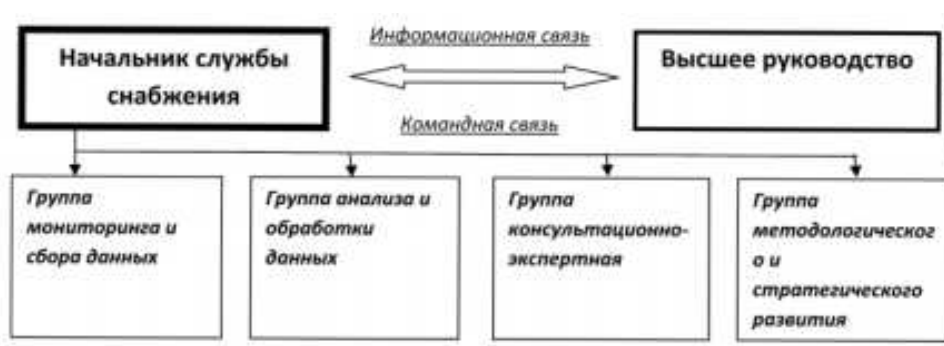 Информационная связь
Начальник службы
снабжения
Высшее руководство
Командная связь
Группа
мониторинга и
сбора данных
Группа анализа и
обработки
данных
Группа
консультационно-
экспертная
Группа
методологическог
о и
стратегического
развития